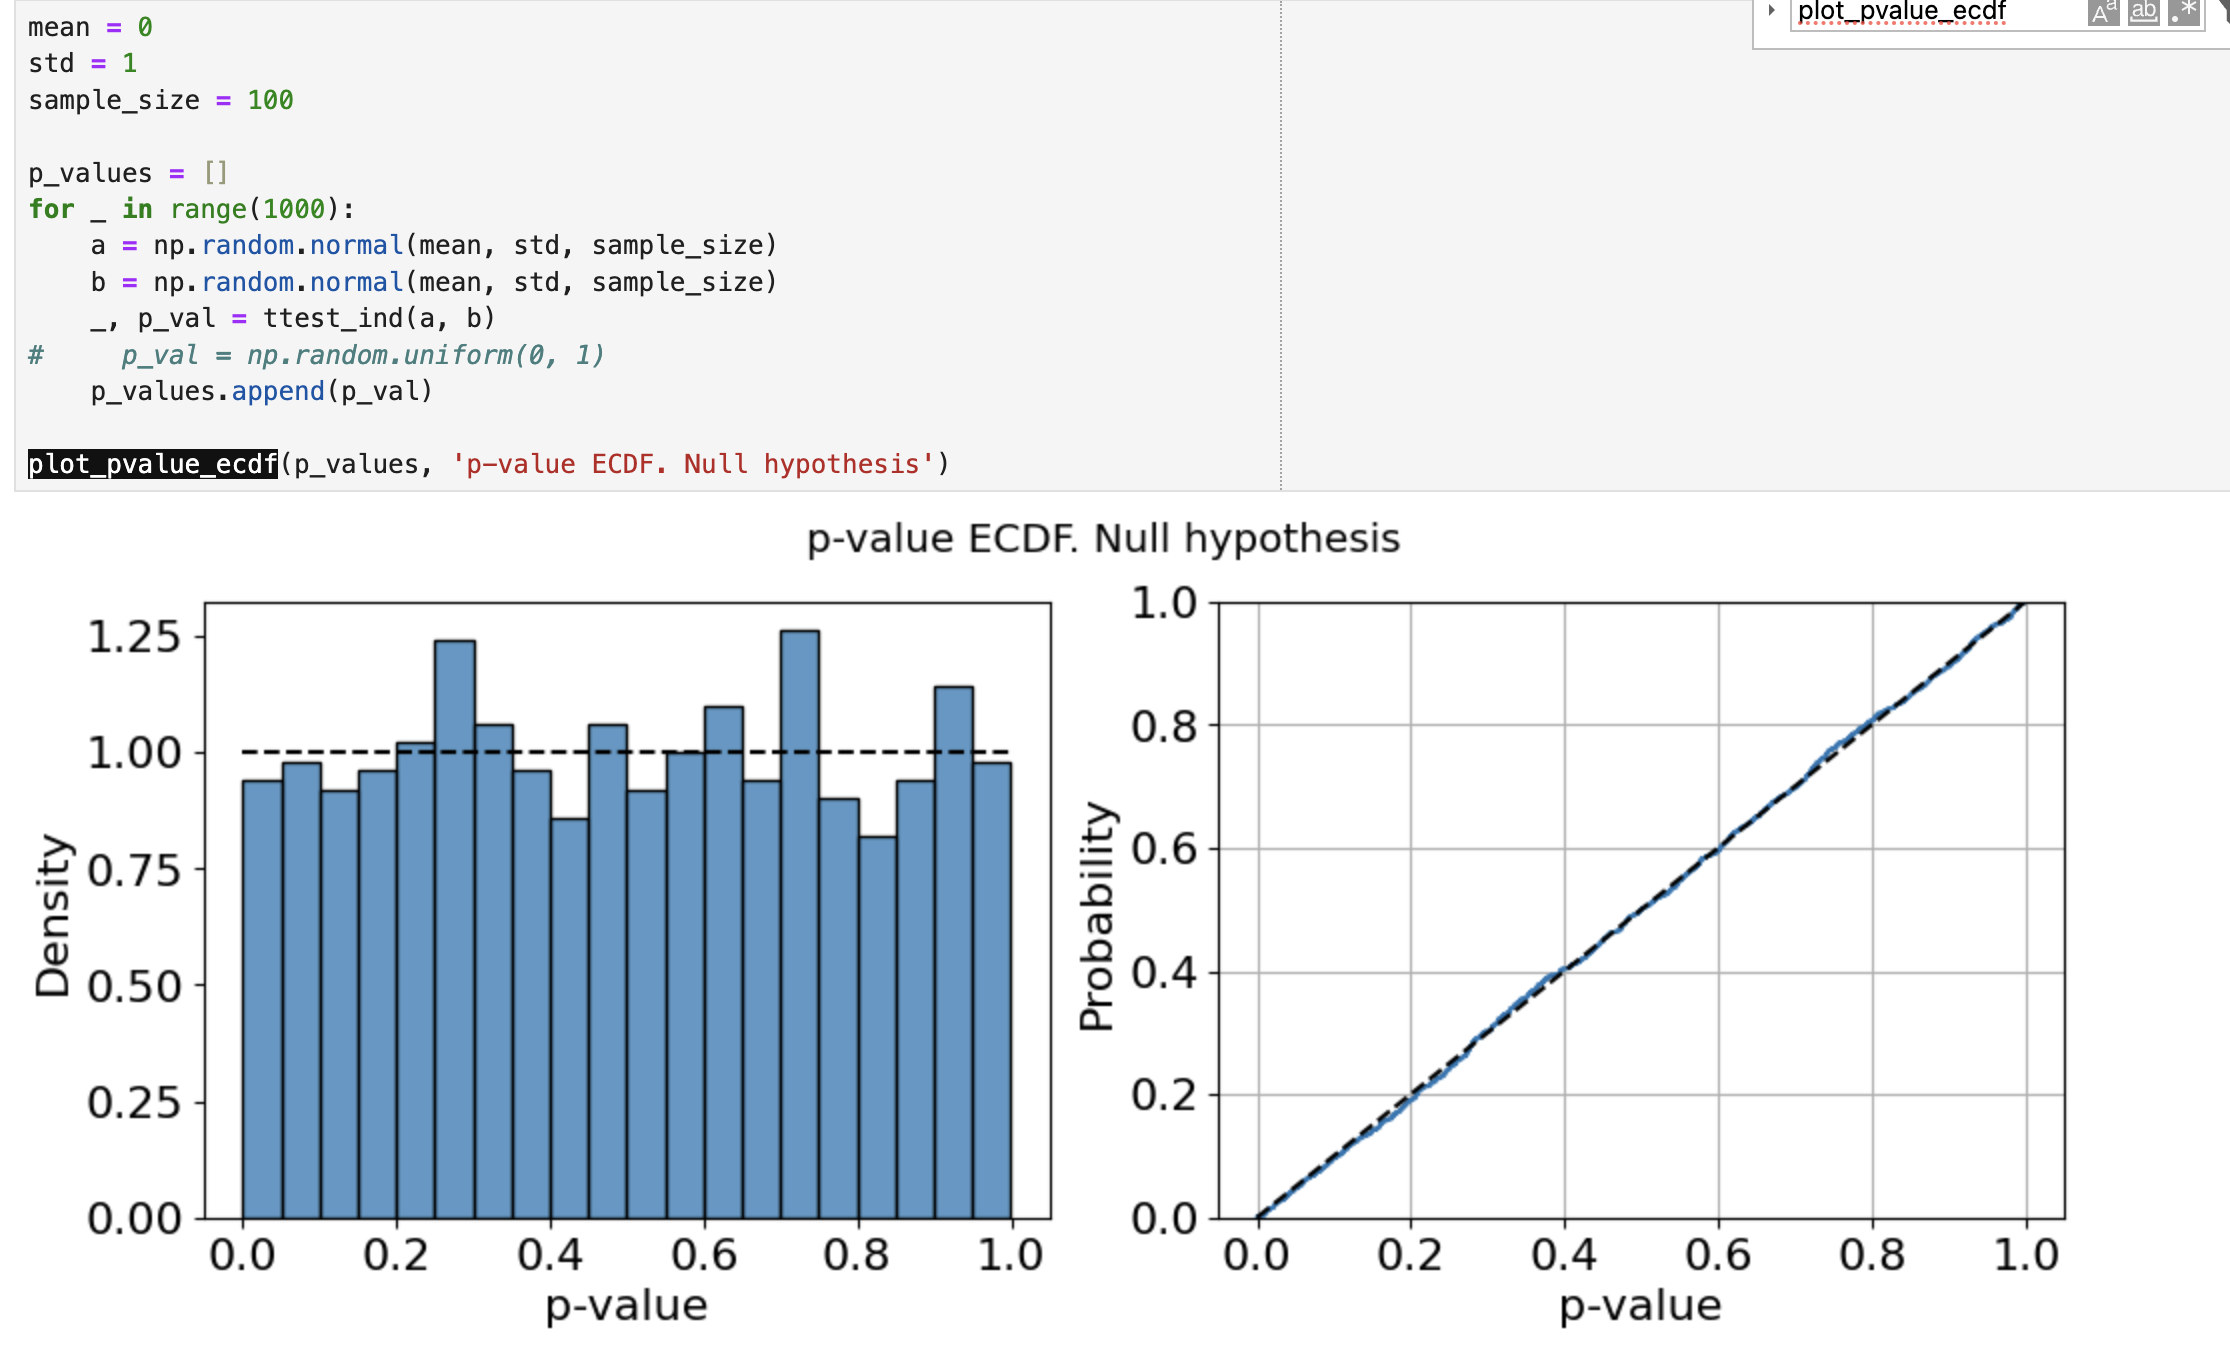 mean = 0
std = 1
sample_size = 100
p_values = []
for _ in range(1000):
    a = np.random.normal(mean, std, sample_size)
    b = np.random.normal(mean, std, sample_size)
    _, p_val = ttest_ind(a, b)
#     p_val = np.random.uniform(0, 1)
    p_values.append(p_val)
plot_pvalue_ecdf(p_values, 'p-value ECDF. Null hypothesis')
plot_pvalue_ecdf
Aa
ab
.*
p-value ECDF. Null hypothesis
1.25
1.00
0.75
0.50
0.25
0.00
Density
0.0 0.2 0.4 0.6 0.8 1.0
p-value
1.0
0.8
0.6
0.4
0.2
0.0
Probability
0.0 0.2 0.4 0.6 0.8 1.0
p-value